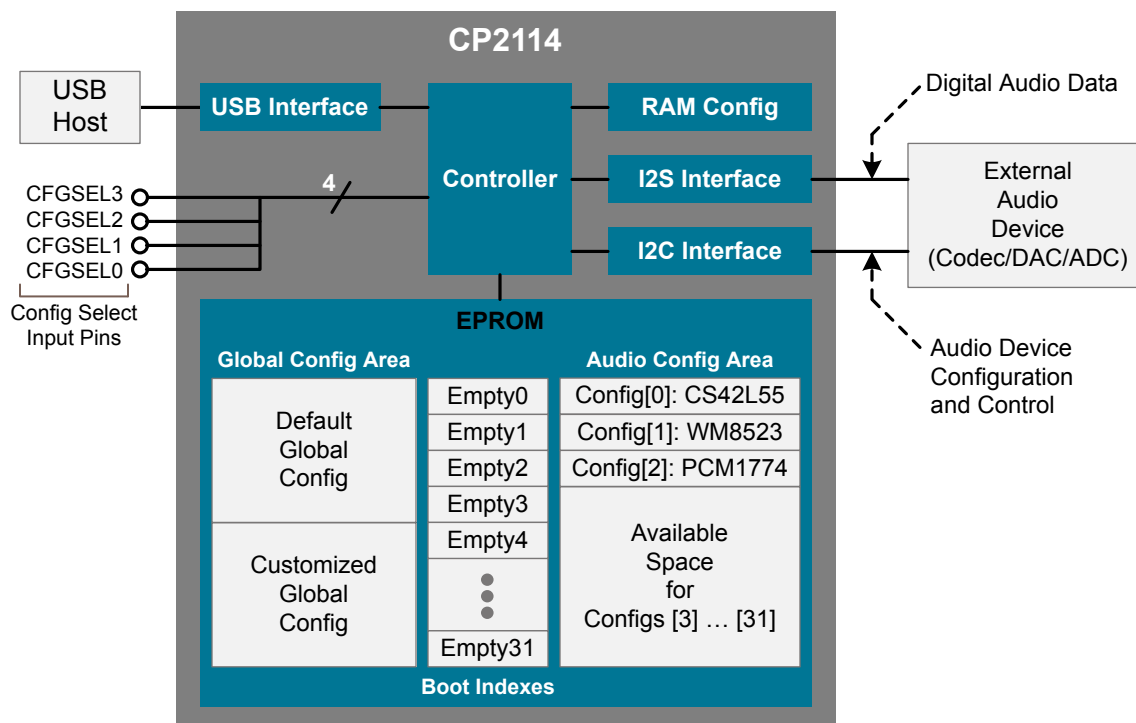 CP2114
USB
Host
USB Interface
Controller
RAM Config
I2S Interface
I2C Interface
Digital Audio Data
External
Audio
Device
(Codec/DAC/ADC)
Audio Device
Configuration
and Control
CFGSEL3
CFGSEL2
CFGSEL1
CFGSEL0
4
Config Select
Input Pins
EPROM
Global Config Area
Default
Global
Config
Customized
Global
Config
Empty0
Empty1
Empty2
Empty3
Empty4
Empty31
Boot Indexes
Audio Config Area
Config[0]: CS42L55
Config[1]: WM8523
Config[2]: PCM1774
Available
Space
for
Configs [3] … [31]